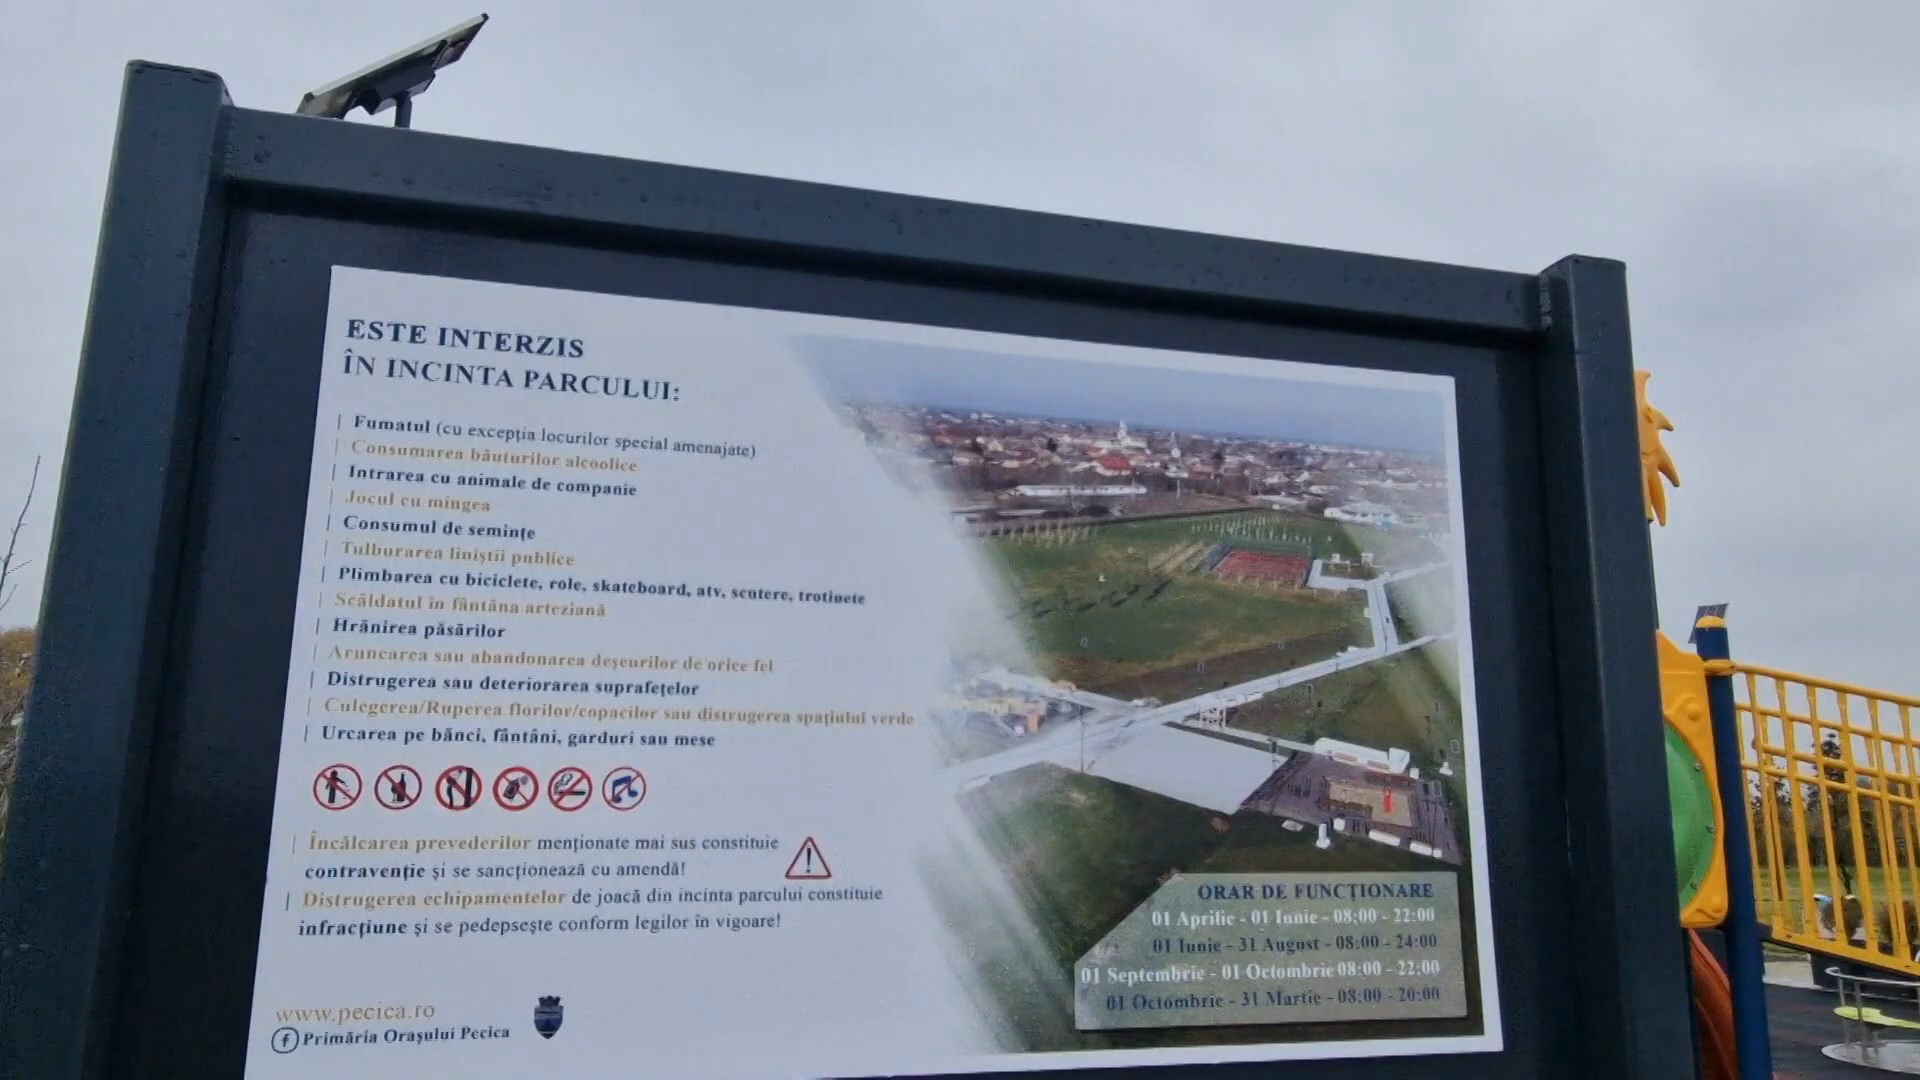 ESTE INTERZIS
ÎN INCINTA PARCULUI:
| Fumatul (cu excepția locurilor special amenajate)
| Consumarea băuturilor alcoolice
| Intrarea cu animale de companie
| Jocul cu mingea
| Consumul de semințe
| Tulburarea liniștii publice
| Plimbarea cu biciclete, role, skateboard, atv, scutere, trotinete
| Scăldatul în fântâna arteziană
| Hrănirea păsărilor
| Aruncarea sau abandonarea deșeurilor de orice fel
| Distrugerea sau deteriorarea suprafețelor
| Culegerea/Ruperea florilor/copacilor sau distrugerea spațiului verde
| Urcarea pe bănci, fântâni, garduri sau mese
| Încălcarea prevederilor menționate mai sus constituie
contravenție și se sancționează cu amendă!
| Distrugerea echipamentelor de joacă din incinta parcului constituie
infracțiune și se pedepsește conform legilor în vigoare!
www.pecica.ro
Primăria Orașului Pecica
ORAR DE FUNCȚIONARE
01 Aprilie - 01 Iunie - 08:00 - 22:00
01 Iunie - 31 August - 08:00 - 24:00
01 Septembrie - 01 Octombrie 08:00 - 22:00
01 Octombrie - 31 Martie - 08:00 - 20:00